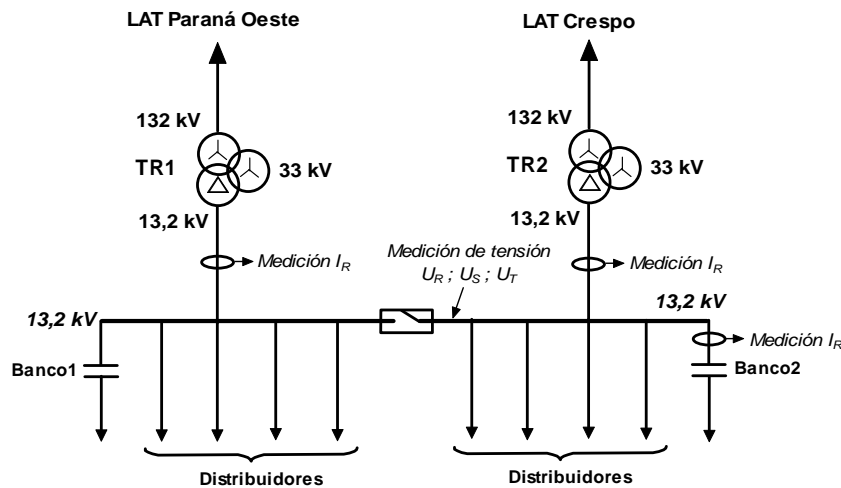 LAT Paraná Oeste
LAT Crespo
132 kV
132 kV
TR1
33 kV
TR2
33 kV
13,2 kV
13,2 kV
Medición I_R
Medición de tensión
U_R ; U_S ; U_T
Medición I_R
13,2 kV
13,2 kV
Medición I_R
Banco1
Banco2
Distribuidores
Distribuidores